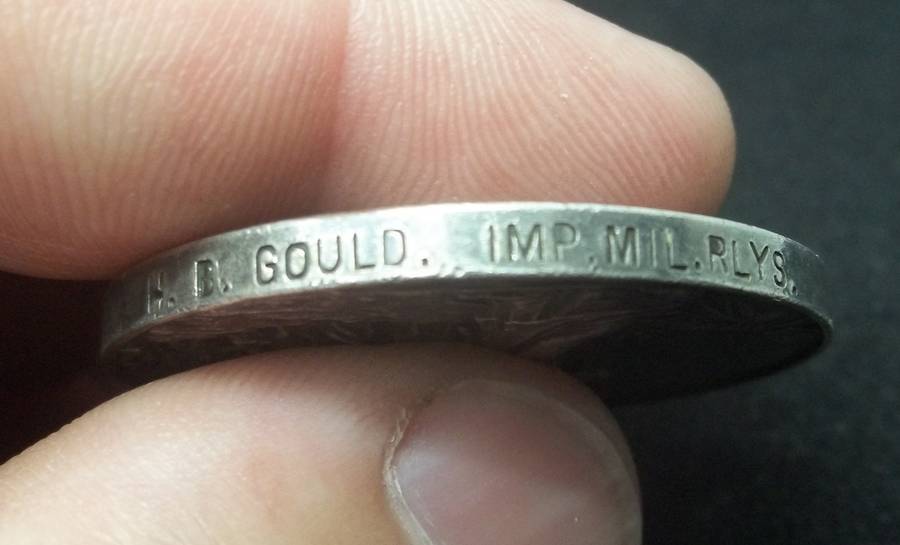 H. B. GOULD. IMP. MIL. RLYS.